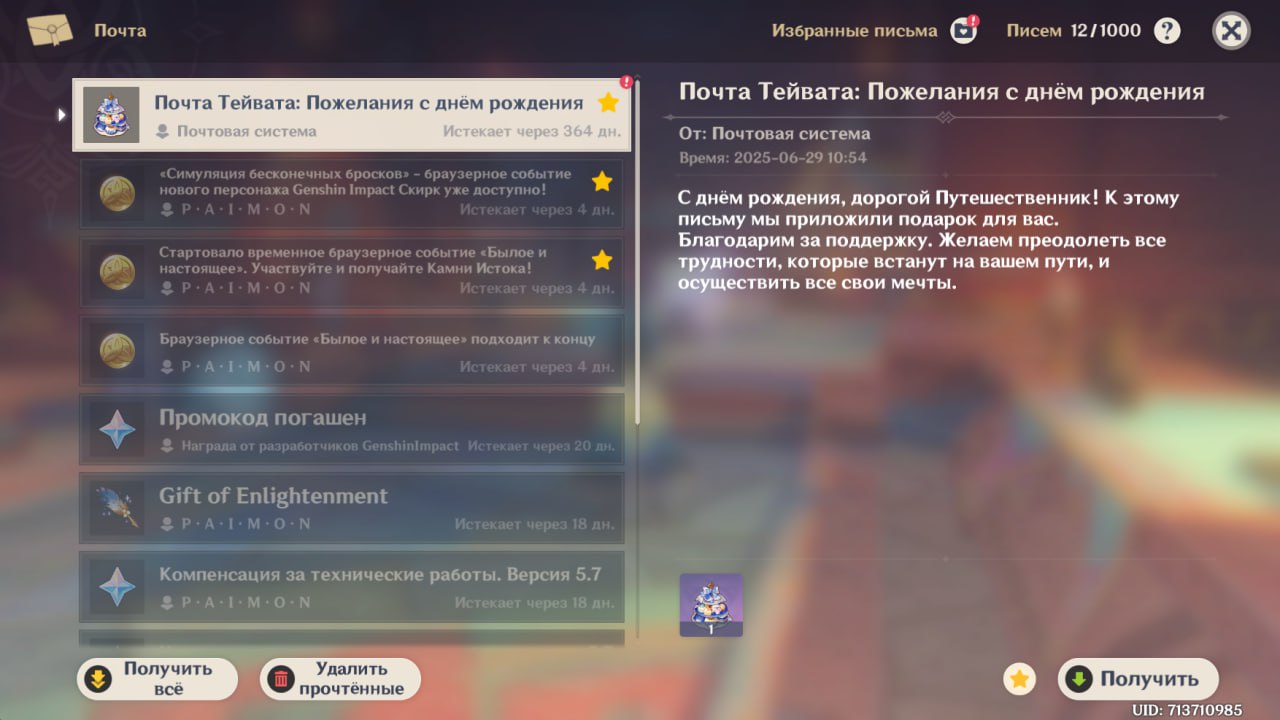 Почта
Избранные письма
Писем 12/1000
?
Почта Тейвата: Пожелания с днём рождения
Почтовая система
Истекает через 364 дн.
«Симуляция бесконечных бросков» – браузерное событие
нового персонажа Genshin Impact Скирк уже доступно!
P·A·I·M·O·N
Истекает через 4 дн.
Стартовало временное браузерное событие «Былое и
настоящее». Участвуйте и получайте Камни Истока!
P·A·I·M·O·N
Истекает через 4 дн.
Браузерное событие «Былое и настоящее» подходит к концу
P·A·I·M·O·N
Истекает через 4 дн.
Промокод погашен
Награда от разработчиков GenshinImpact
Истекает через 20 дн.
Gift of Enlightenment
P·A·I·M·O·N
Истекает через 18 дн.
Компенсация за технические работы. Версия 5.7
P·A·I·M·O·N
Истекает через 18 дн.
Получить
всё
Удалить
прочтённые
Почта Тейвата: Пожелания с днём рождения
От: Почтовая система
Время: 2025-06-29 10:54
С днём рождения, дорогой Путешественник! К этому
письму мы приложили подарок для вас.
Благодарим за поддержку. Желаем преодолеть все
трудности, которые встанут на вашем пути, и
осуществить все свои мечты.
1
Получить
UID: 713710985